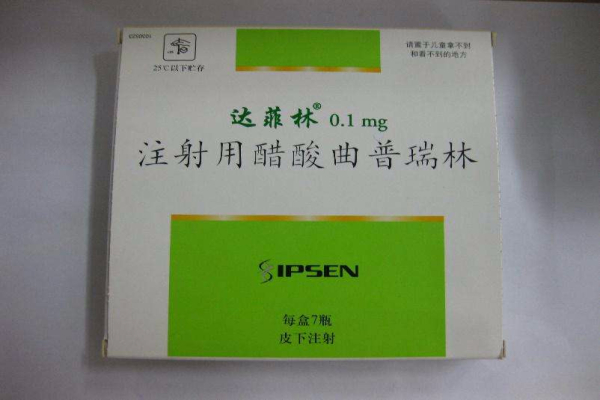 请置于儿童拿不到
和看不到的地方
25℃以下贮存
达菲林® 0.1 mg
注射用醋酸曲普瑞林
IPSEN
每盒7瓶
皮下注射